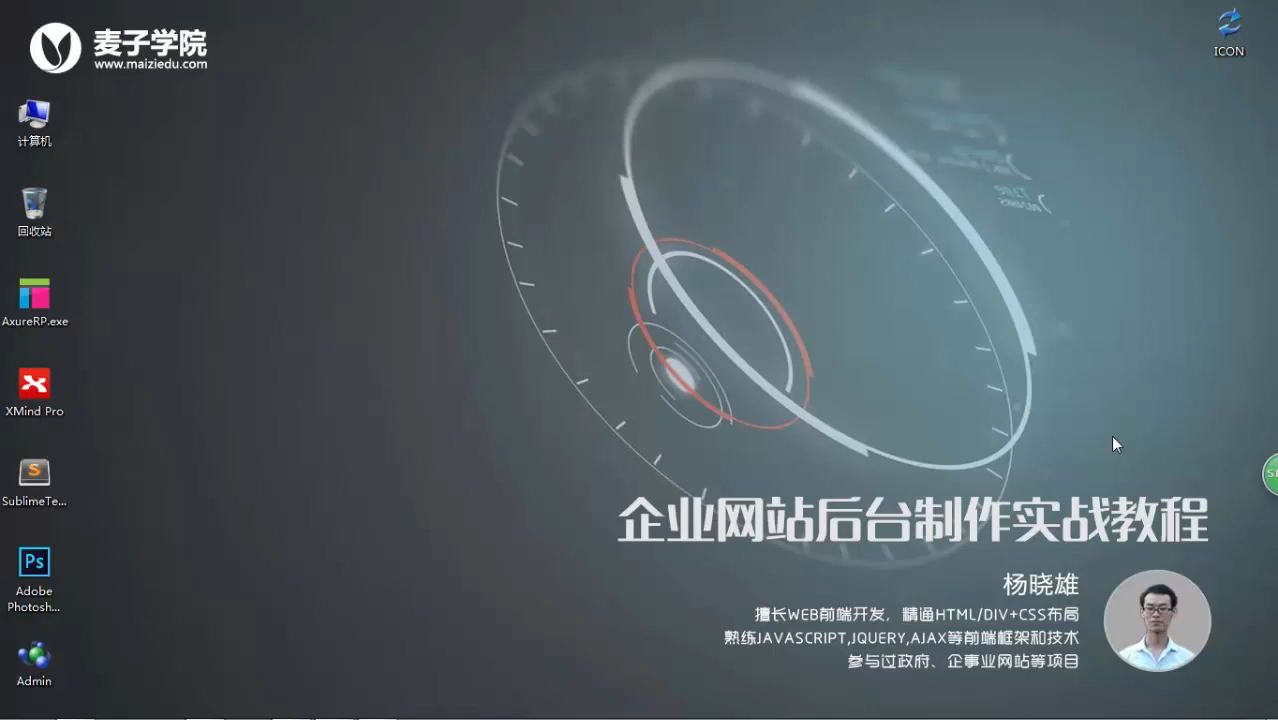 麦子学院
www.maiziedu.com
ICON
计算机
回收站
AxureRP.exe
XMind Pro
S
SublimeTe...
Ps
Adobe
Photosh...
Admin
企业网站后台制作实战教程
杨晓雄
擅长WEB前端开发，精通HTML/DIV+CSS布局
熟练JAVASCRIPT,JQUERY,AJAX等前端框架和技术
参与过政府、企事业网站等项目